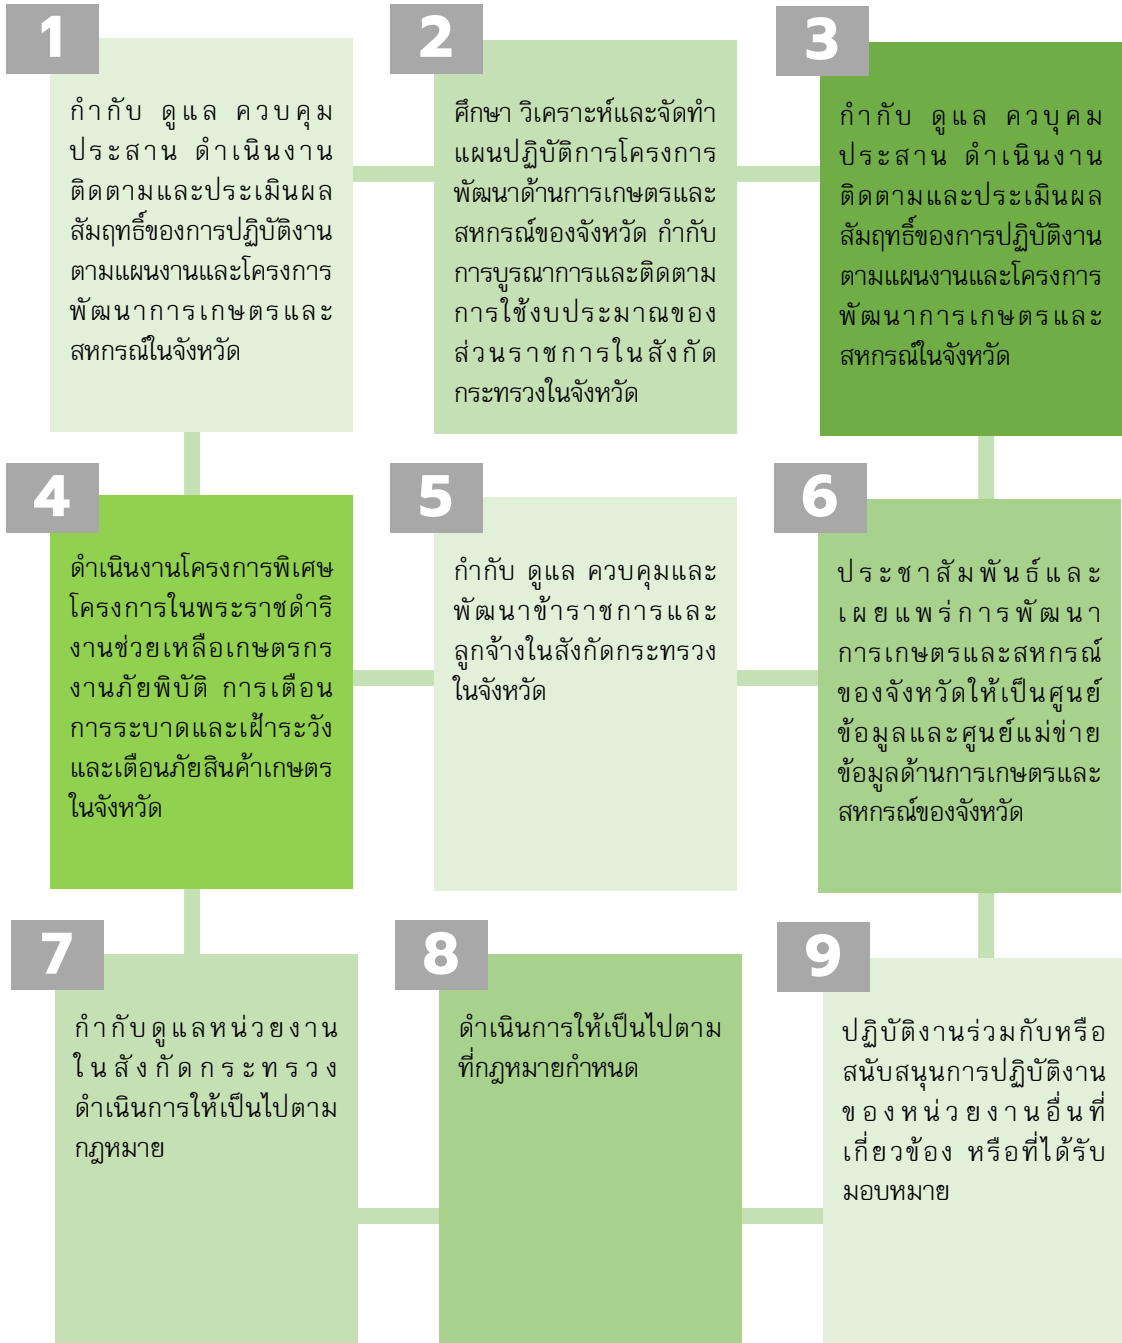 1
กำกับ ดูแล ควบคุม
ประสาน ดำเนินงาน
ติดตามและประเมินผล
สัมฤทธิ์ของการปฏิบัติงาน
ตามแผนงานและโครงการ
พัฒนาการเกษตรและ
สหกรณ์ในจังหวัด
2
ศึกษา วิเคราะห์และจัดทำ
แผนปฏิบัติการโครงการ
พัฒนาด้านการเกษตรและ
สหกรณ์ของจังหวัด กำกับ
การบูรณาการและติดตาม
การใช้งบประมาณของ
ส่วนราชการในสังกัด
กระทรวงในจังหวัด
3
กำกับ ดูแล ควบุคม
ประสาน ดำเนินงาน
ติดตามและประเมินผล
สัมฤทธิ์ของการปฏิบัติงาน
ตามแผนงานและโครงการ
พัฒนาการเกษตรและ
สหกรณ์ในจังหวัด
4
ดำเนินงานโครงการพิเศษ
โครงการในพระราชดำริ
งานช่วยเหลือเกษตรกร
งานภัยพิบัติ การเตือน
การระบาดและเฝ้าระวัง
และเตือนภัยสินค้าเกษตร
ในจังหวัด
5
กำกับ ดูแล ควบคุมและ
พัฒนาข้าราชการและ
ลูกจ้างในสังกัดกระทรวง
ในจังหวัด
6
ประชาสัมพันธ์และ
เผยแพร่การพัฒนา
การเกษตรและสหกรณ์
ของจังหวัดให้เป็นศูนย์
ข้อมูลและศูนย์แม่ข่าย
ข้อมูลด้านการเกษตรและ
สหกรณ์ของจังหวัด
7
กำกับดูแลหน่วยงาน
ในสังกัดกระทรวง
ดำเนินการให้เป็นไปตาม
กฎหมาย
8
ดำเนินการให้เป็นไปตาม
ที่กฎหมายกำหนด
9
ปฏิบัติงานร่วมกับหรือ
สนับสนุนการปฏิบัติงาน
ของหน่วยงานอื่นที่
เกี่ยวข้อง หรือที่ได้รับ
มอบหมาย